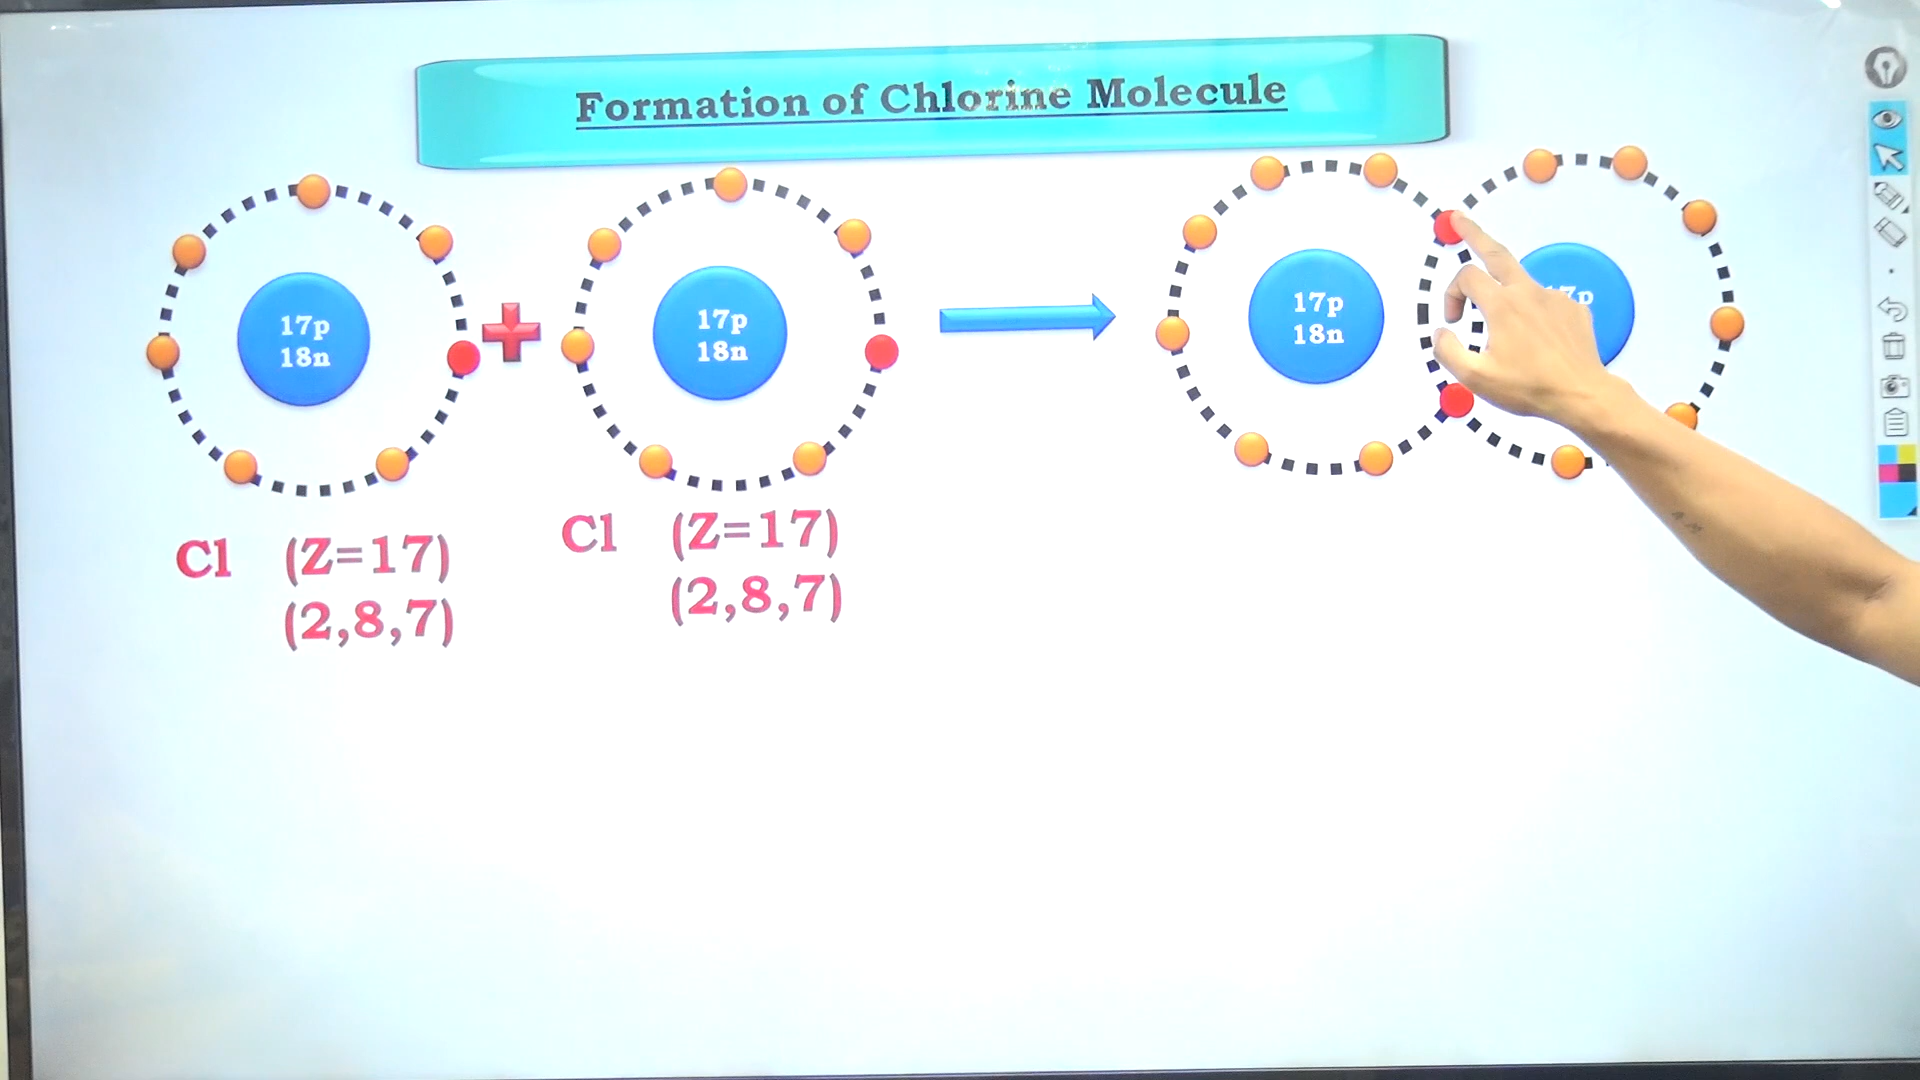 Formation of Chlorine Molecule
17p
18n
17p
18n
17p
18n
17p
Cl (Z=17)
(2,8,7)
Cl (Z=17)
(2,8,7)